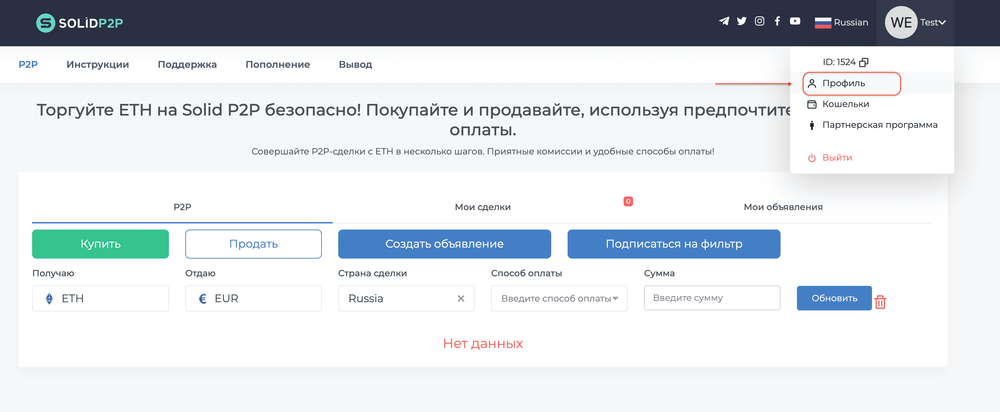 SOLIDP2P
Russian
WE
Test
P2P
Инструкции
Поддержка
Пополнение
Вывод
ID: 1524
Профиль
Кошельки
Партнерская программа
Выйти
Торгуйте ETH на Solid P2P безопасно! Покупайте и продавайте, используя предпочтите
оплаты.
Совершайте P2P-сделки с ETH в несколько шагов. Приятные комиссии и удобные способы оплаты!
P2P
Мои сделки
0
Мои объявления
Купить
Продать
Создать объявление
Подписаться на фильтр
Получаю
Отдаю
Страна сделки
Способ оплаты
Сумма
ETH
EUR
Russia
Введите способ оплаты
Введите сумму
Обновить
Нет данных